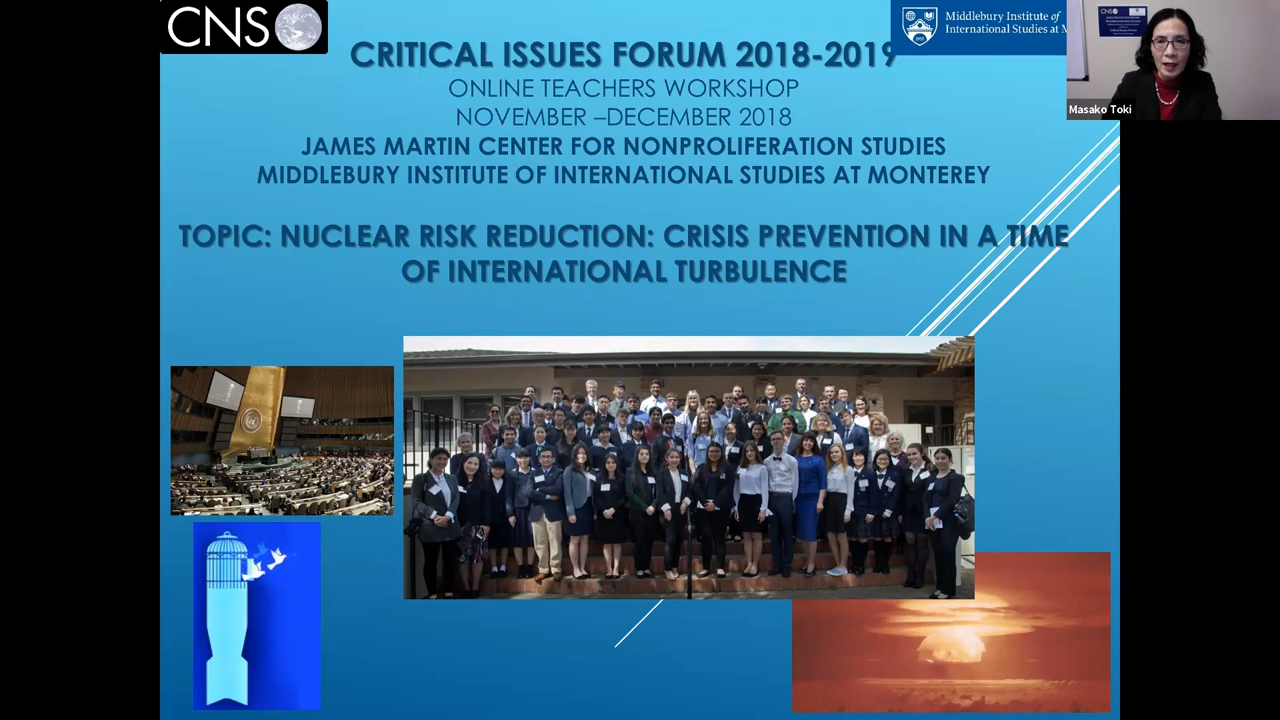 CNS
Middlebury Institute of
International Studies at M
CRITICAL ISSUES FORUM 2018-2019
ONLINE TEACHERS WORKSHOP
NOVEMBER –DECEMBER 2018
JAMES MARTIN CENTER FOR NONPROLIFERATION STUDIES
MIDDLEBURY INSTITUTE OF INTERNATIONAL STUDIES AT MONTEREY
TOPIC: NUCLEAR RISK REDUCTION: CRISIS PREVENTION IN A TIME
OF INTERNATIONAL TURBULENCE
Masako Toki